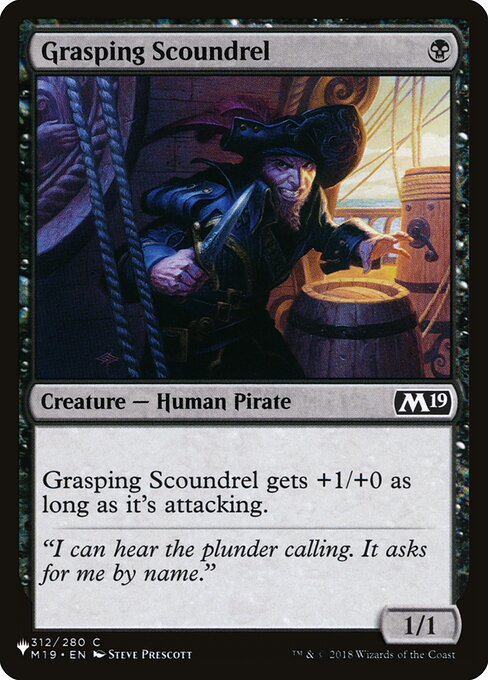 Grasping Scoundrel
Creature — Human Pirate
M19
Grasping Scoundrel gets +1/+0 as
long as it's attacking.
“I can hear the plunder calling. It asks
for me by name.”
1/1
312/280 C
M19 • EN Steve Prescott
™ & © 2018 Wizards of the Coast